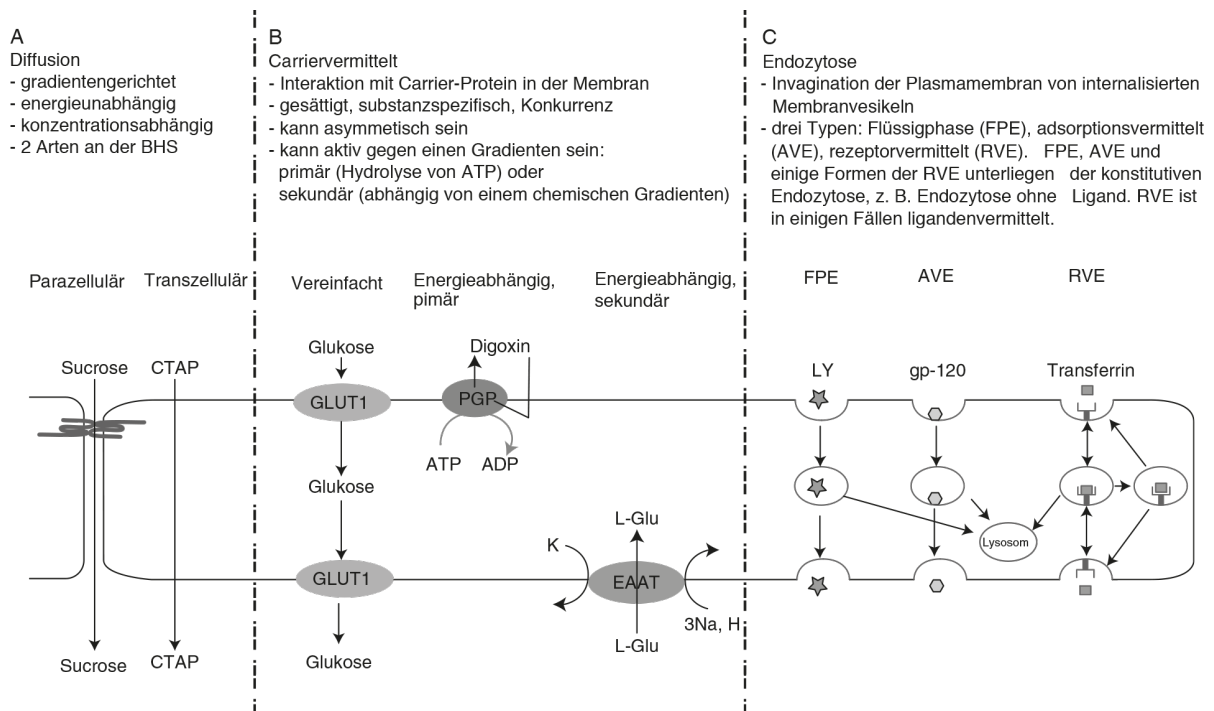 A
Diffusion
- gradientengerichtet
- energieunabhängig
- konzentrationsabhängig
- 2 Arten an der BHS
B
Carriervermittelt
- Interaktion mit Carrier-Protein in der Membran
- gesättigt, substanzspezifisch, Konkurrenz
- kann asymmetisch sein
- kann aktiv gegen einen Gradienten sein:
primär (Hydrolyse von ATP) oder
sekundär (abhängig von einem chemischen Gradienten)
C
Endozytose
- Invagination der Plasmamembran von internalisierten
Membranvesikeln
- drei Typen: Flüssigphase (FPE), adsorptionsvermittelt
(AVE), rezeptorvermittelt (RVE). FPE, AVE und
einige Formen der RVE unterliegen der konstitutiven
Endozytose, z. B. Endozytose ohne Ligand. RVE ist
in einigen Fällen ligandenvermittelt.
Parazellulär
Transzellulär
Sucrose
CTAP
Sucrose
CTAP
Vereinfacht
Energieabhängig,
pimär
Energieabhängig,
sekundär
Glukose
GLUT1
Glukose
GLUT1
Glukose
Digoxin
PGP
ATP
ADP
L-Glu
K
EAAT
3Na, H
L-Glu
FPE
AVE
RVE
LY
gp-120
Transferrin
Lysosom